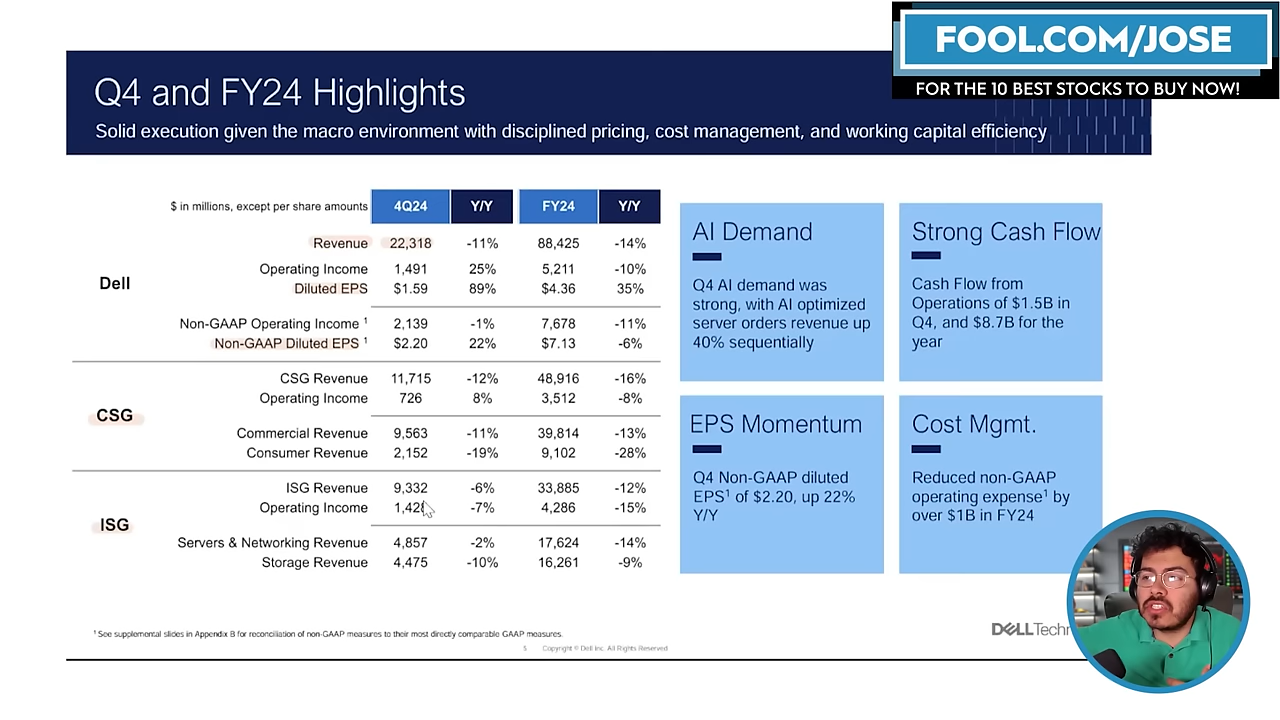 FOOL.COM/JOSE
FOR THE 10 BEST STOCKS TO BUY NOW!
Q4 and FY24 Highlights
Solid execution given the macro environment with disciplined pricing, cost management, and working capital efficiency
$ in millions, except per share amounts 4Q24 Y/Y FY24 Y/Y
Dell
Revenue 22,318 -11% 88,425 -14%
Operating Income 1,491 25% 5,211 -10%
Diluted EPS $1.59 89% $4.36 35%
Non-GAAP Operating Income ¹ 2,139 -1% 7,678 -11%
Non-GAAP Diluted EPS ¹ $2.20 22% $7.13 -6%
CSG
CSG Revenue 11,715 -12% 48,916 -16%
Operating Income 726 8% 3,512 -8%
Commercial Revenue 9,563 -11% 39,814 -13%
Consumer Revenue 2,152 -19% 9,102 -28%
ISG
ISG Revenue 9,332 -6% 33,885 -12%
Operating Income -7% 4,286 -15%
Servers & Networking Revenue 4,857 -2% 17,624 -14%
Storage Revenue 4,475 -10% 16,261 -9%
AI Demand
Q4 AI demand was
strong, with AI optimized
server orders revenue up
40% sequentially
Strong Cash Flow
Cash Flow from
Operations of $1.5B in
Q4, and $8.7B for the
year
EPS Momentum
Q4 Non-GAAP diluted
EPS¹ of $2.20, up 22%
Y/Y
Cost Mgmt.
Reduced non-GAAP
operating expense¹ by
over $1B in FY24
¹ See supplemental slides in Appendix B for reconciliation of non-GAAP measures to their most directly comparable GAAP measures.
5 Copyright © Dell Inc. All Rights Reserved
DELL